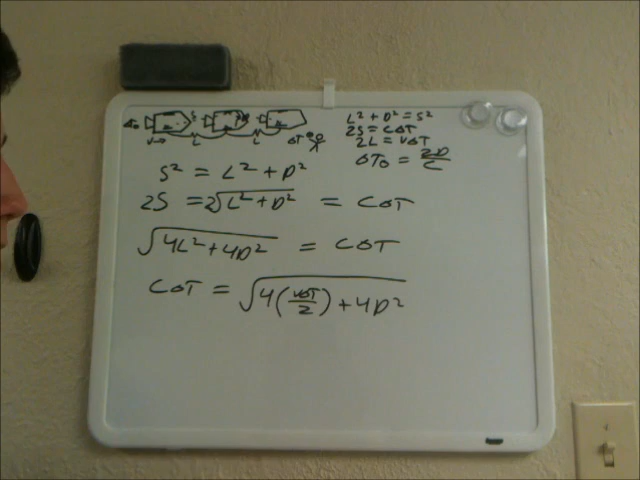 L² + D² = S²
2S = CΔT
2L = VΔT
ΔT₀ = 2D/C
S² = L² + D²
2S = 2√(L² + D²) = CΔT
√(4L² + 4D²) = CΔT
CΔT = √(4(VΔT/2) + 4D²)